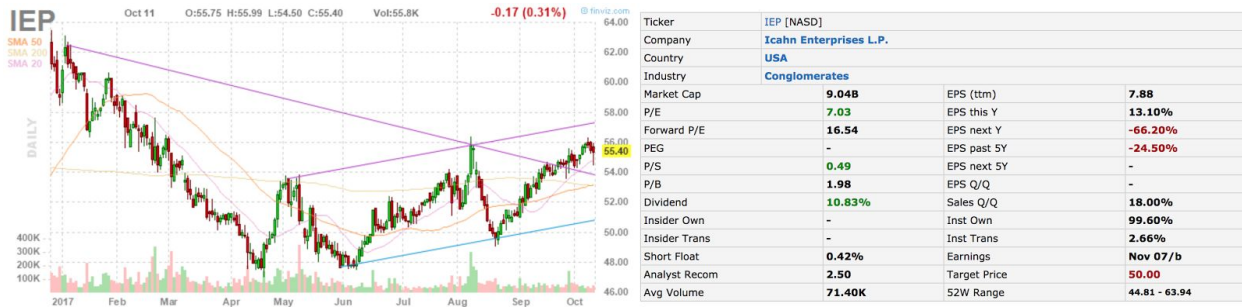 IEP Oct 11 O:55.75 H:55.99 L:54.50 C:55.40 Vol:55.8K -0.17 (0.31%) © finviz.com
SMA 50
SMA 200
SMA 20
DAILY
64.00
62.00
60.00
58.00
56.00
55.40
54.00
52.00
50.00
48.00
46.00
400K
300K
200K
100K
2017 Feb Mar Apr May Jun Jul Aug Sep Oct
Ticker IEP [NASD]
Company Icahn Enterprises L.P.
Country USA
Industry Conglomerates
Market Cap 9.04B EPS (ttm) 7.88
P/E 7.03 EPS this Y 13.10%
Forward P/E 16.54 EPS next Y -66.20%
PEG - EPS past 5Y -24.50%
P/S 0.49 EPS next 5Y -
P/B 1.98 EPS Q/Q -
Dividend 10.83% Sales Q/Q 18.00%
Insider Own - Inst Own 99.60%
Insider Trans - Inst Trans 2.66%
Short Float 0.42% Earnings Nov 07/b
Analyst Recom 2.50 Target Price 50.00
Avg Volume 71.40K 52W Range 44.81 - 63.94